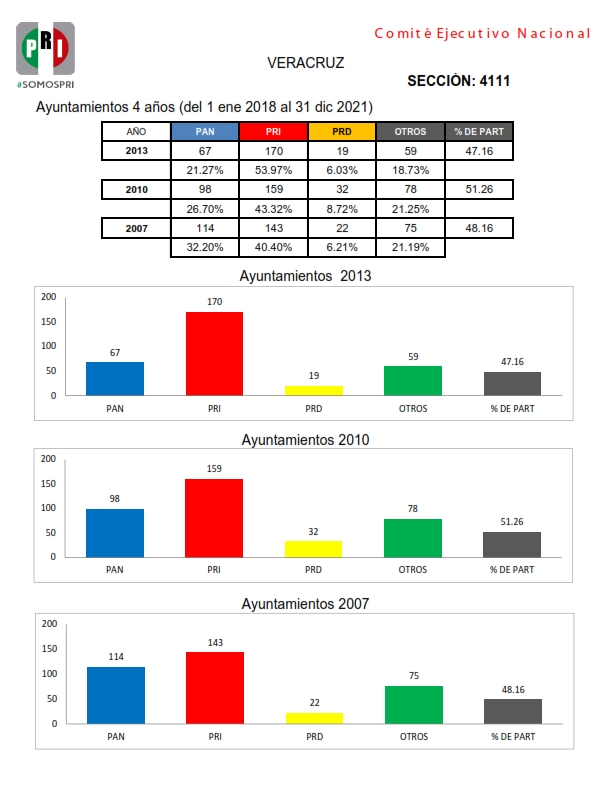 Comité Ejecutivo Nacional
PRI
#SOMOSPRI
VERACRUZ
SECCIÓN: 4111
Ayuntamientos 4 años (del 1 ene 2018 al 31 dic 2021)
AÑO PAN PRI PRD OTROS % DE PART
2013 67 170 19 59 47.16
21.27% 53.97% 6.03% 18.73%
2010 98 159 32 78 51.26
26.70% 43.32% 8.72% 21.25%
2007 114 143 22 75 48.16
32.20% 40.40% 6.21% 21.19%
Ayuntamientos 2013
200
150
100
50
0
67 170 19 59 47.16
PAN PRI PRD OTROS % DE PART
Ayuntamientos 2010
200
150
100
50
0
98 159 32 78 51.26
PAN PRI PRD OTROS % DE PART
Ayuntamientos 2007
200
150
100
50
0
114 143 22 75 48.16
PAN PRI PRD OTROS % DE PART